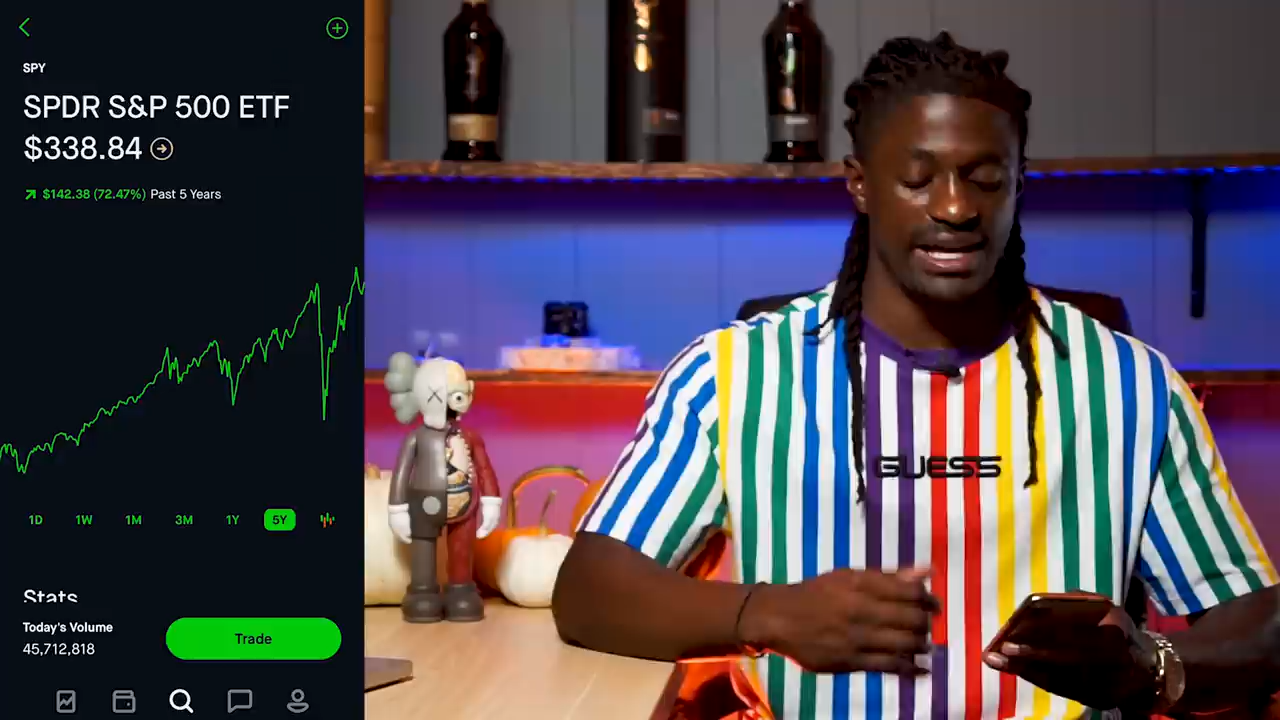 SPY
SPDR S&P 500 ETF
$338.84
$142.38 (72.47%) Past 5 Years
1D 1W 1M 3M 1Y 5Y
Stats
Today's Volume
45,712,818
Trade
GUESS